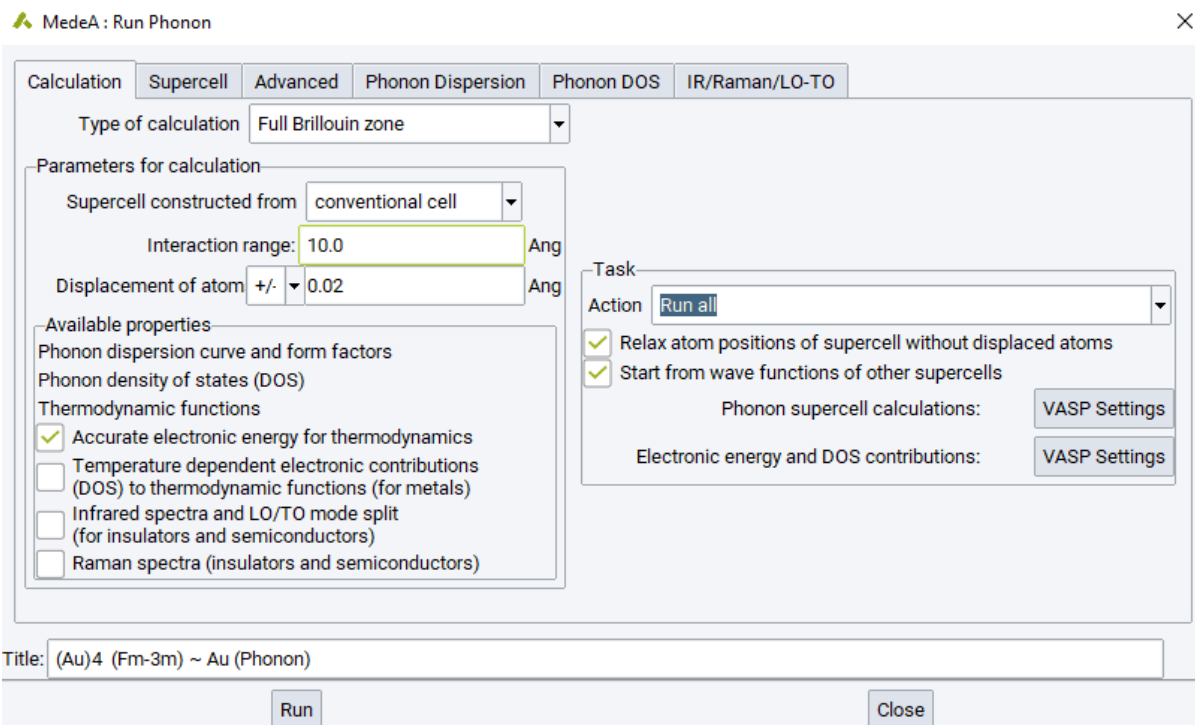 MedeA : Run Phonon
Calculation Supercell Advanced Phonon Dispersion Phonon DOS IR/Raman/LO-TO
Type of calculation Full Brillouin zone
Parameters for calculation
Supercell constructed from conventional cell
Interaction range: 10.0 Ang
Displacement of atom +/- 0.02 Ang
Available properties
Phonon dispersion curve and form factors
Phonon density of states (DOS)
Thermodynamic functions
Accurate electronic energy for thermodynamics
Temperature dependent electronic contributions
(DOS) to thermodynamic functions (for metals)
Infrared spectra and LO/TO mode split
(for insulators and semiconductors)
Raman spectra (insulators and semiconductors)
Task
Action Run all
Relax atom positions of supercell without displaced atoms
Start from wave functions of other supercells
Phonon supercell calculations: VASP Settings
Electronic energy and DOS contributions: VASP Settings
Title: (Au)4 (Fm-3m) ~ Au (Phonon)
Run Close